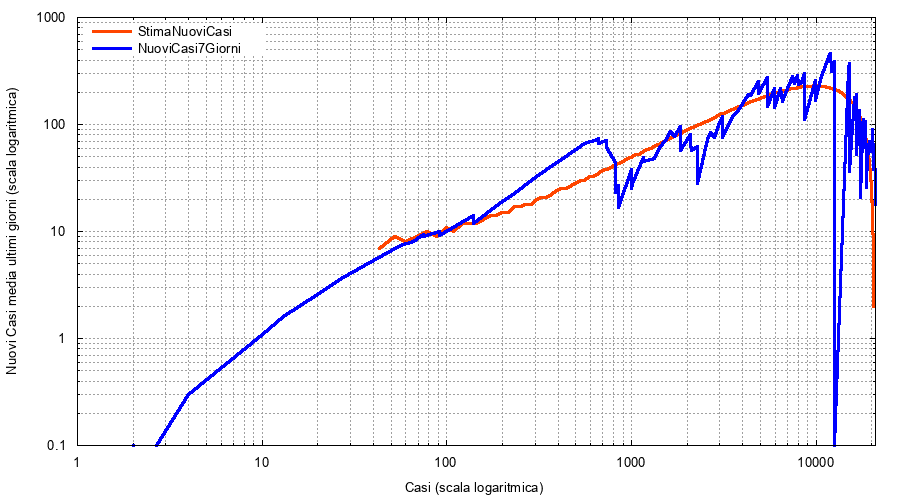 1000
StimaNuoviCasi
NuoviCasi7Giorni
100
10
1
0.1
1
10
100
1000
10000
Casi (scala logaritmica)
Nuovi Casi media ultimi giorni (scala logaritmica)